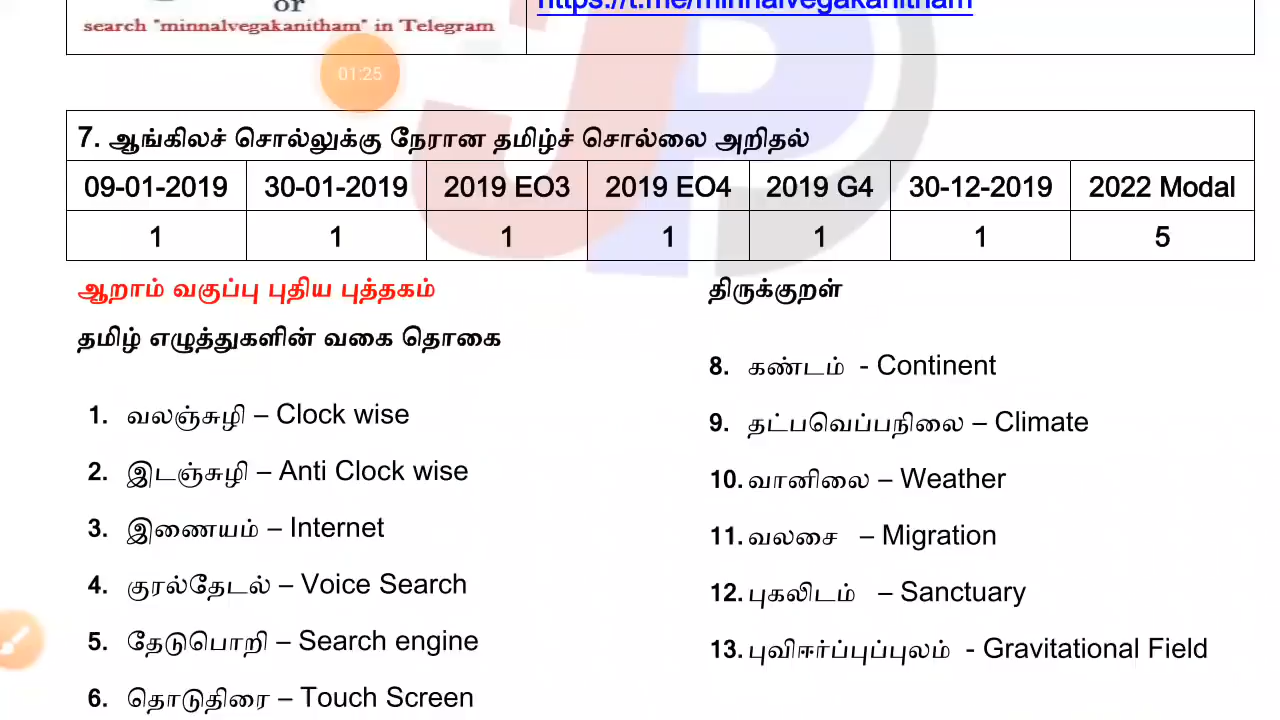 or
search "minnalvegakanitham" in Telegram
https://t.me/minnalvegakanitham
01:25
7. ஆங்கிலச் சொல்லுக்கு நேரான தமிழ்ச் சொல்லை அறிதல்
09-01-2019 30-01-2019 2019 EO3 2019 EO4 2019 G4 30-12-2019 2022 Modal
1 1 1 1 1 1 5
ஆறாம் வகுப்பு புதிய புத்தகம்
தமிழ் எழுத்துகளின் வகை தொகை
1. வலஞ்சுழி – Clock wise
2. இடஞ்சுழி – Anti Clock wise
3. இணையம் – Internet
4. குரல்தேடல் – Voice Search
5. தேடுபொறி – Search engine
6. தொடுதிரை – Touch Screen
திருக்குறள்
8. கண்டம் - Continent
9. தட்பவெப்பநிலை – Climate
10. வானிலை – Weather
11. வலசை – Migration
12. புகலிடம் – Sanctuary
13. புவிஈர்ப்புப்புலம் - Gravitational Field